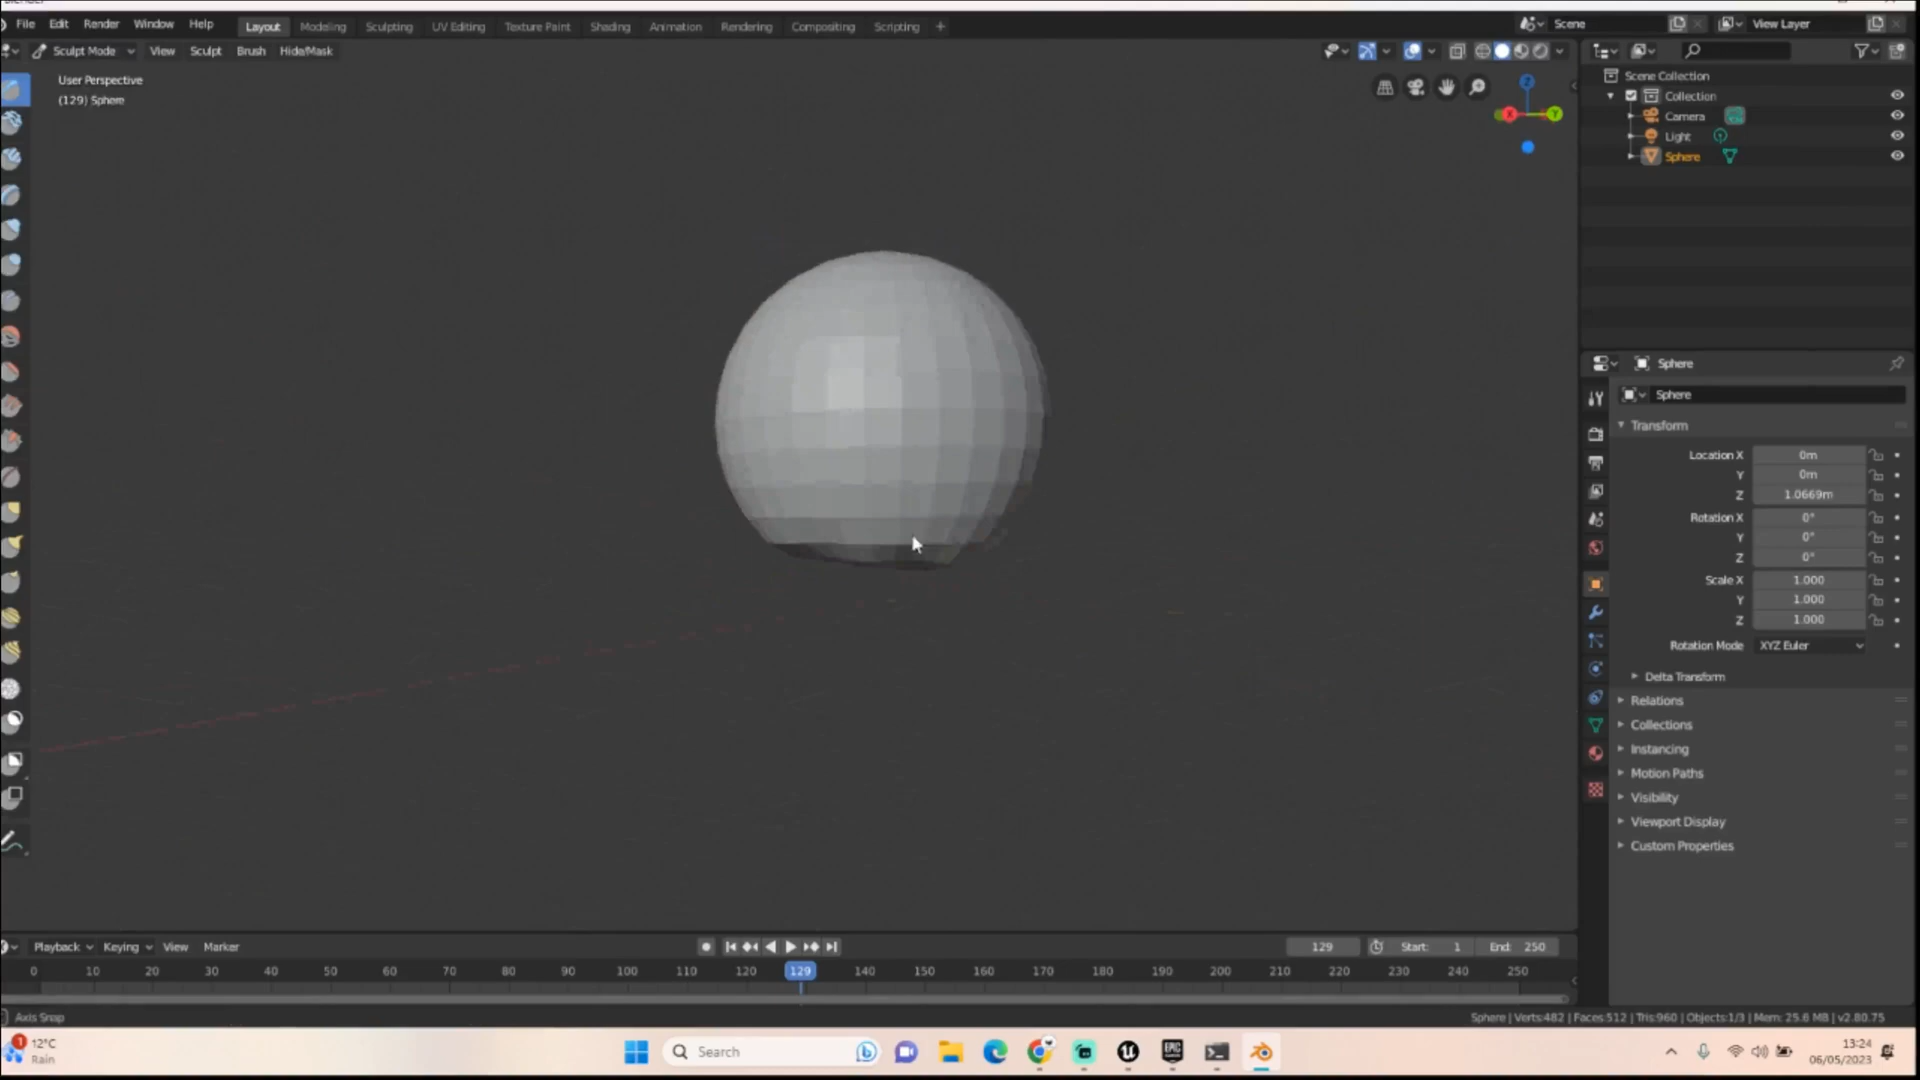 File Edit Render Window Help Layout Modeling Sculpting UV Editing Texture Paint Shading Animation Rendering Compositing Scripting + Scene View Layer
Sculpt Mode View Sculpt Brush Hide/Mask
User Perspective
(129) Sphere
Scene Collection
Collection
Camera
Light
Sphere
Sphere
Sphere
Transform
Location X 0m
Y 0m
Z 1.0669m
Rotation X 0°
Y 0°
Z 0°
Scale X 1.000
Y 1.000
Z 1.000
Rotation Mode XYZ Euler
Delta Transform
Relations
Collections
Instancing
Motion Paths
Visibility
Viewport Display
Custom Properties
Playback Keying View Marker 129 Start: 1 End: 250
0 10 20 30 40 50 60 70 80 90 100 110 120 129 140 150 160 170 180 190 200 210 220 230 240 250
Axis Snap Sphere | Verts:482 | Faces:512 | Tris:960 | Objects:1/3 | Mem: 25.6 MB | v2.80.75
1 12°C
Rain
Search
EPIC
13:24
06/05/2023